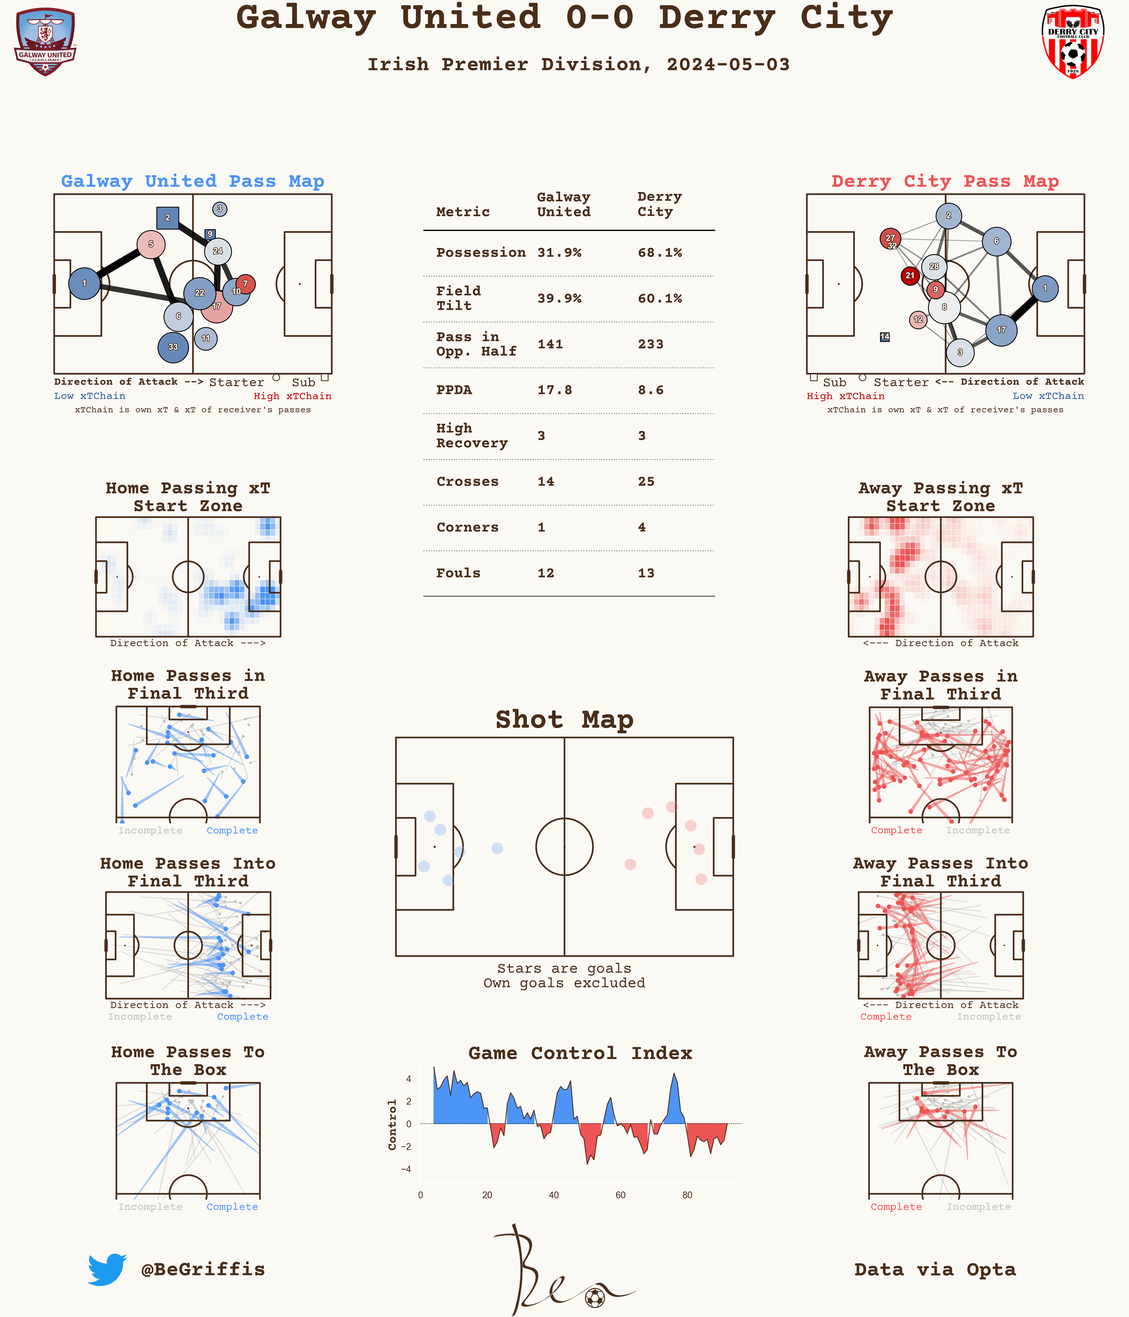 Galway United 0-0 Derry City
Irish Premier Division, 2024-05-03
GALWAY UNITED
DERRY CITY
FOOTBALL CLUB
1928
Galway United Pass Map
2
3
9
5
24
1
7
10
22
17
6
11
33
Direction of Attack --> Starter Sub
Low xTChain High xTChain
xTChain is own xT & xT of receiver's passes
Metric Galway United Derry City
Possession 31.9% 68.1%
Field Tilt 39.9% 60.1%
Pass in Opp. Half 141 233
PPDA 17.8 8.6
High Recovery 3 3
Crosses 14 25
Corners 1 4
Fouls 12 13
Derry City Pass Map
2
27
32
6
28
21
9
1
8
12
17
14
3
Sub Starter <-- Direction of Attack
High xTChain Low xTChain
xTChain is own xT & xT of receiver's passes
Home Passing xT
Start Zone
Direction of Attack --->
Away Passing xT
Start Zone
<--- Direction of Attack
Home Passes in
Final Third
Incomplete Complete
Away Passes in
Final Third
Complete Incomplete
Shot Map
Stars are goals
Own goals excluded
Home Passes Into
Final Third
Direction of Attack --->
Incomplete Complete
Away Passes Into
Final Third
<--- Direction of Attack
Complete Incomplete
Home Passes To
The Box
Incomplete Complete
Game Control Index
Control
4
2
0
−2
−4
0 20 40 60 80
Away Passes To
The Box
Complete Incomplete
@BeGriffis
Ben
Data via Opta